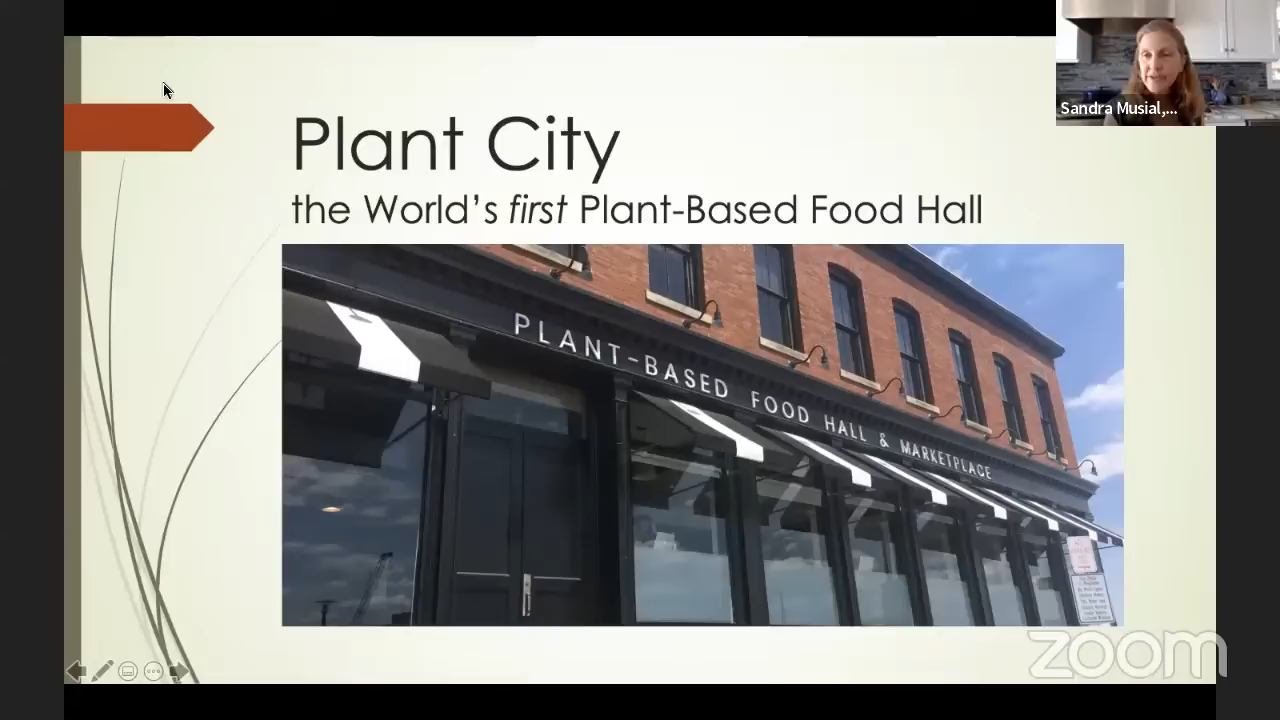 Plant City
the World's first Plant-Based Food Hall
PLANT-BASED FOOD HALL & MARKETPLACE
Sandra Musial,...
zoom